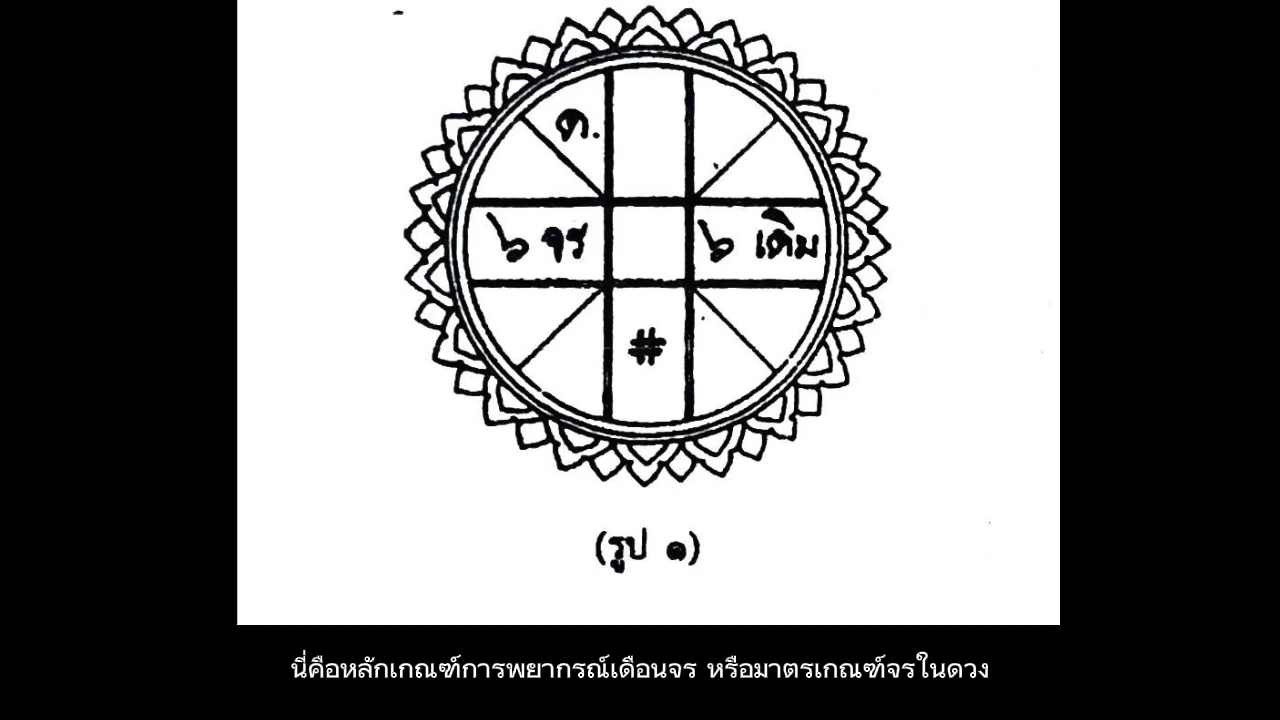 ต.
๖ จร
๖ เดิม
#
(รูป ๑)
นี่คือหลักเกณฑ์การพยากรณ์เดือนจร หรือมาตรเกณฑ์จรในดวง